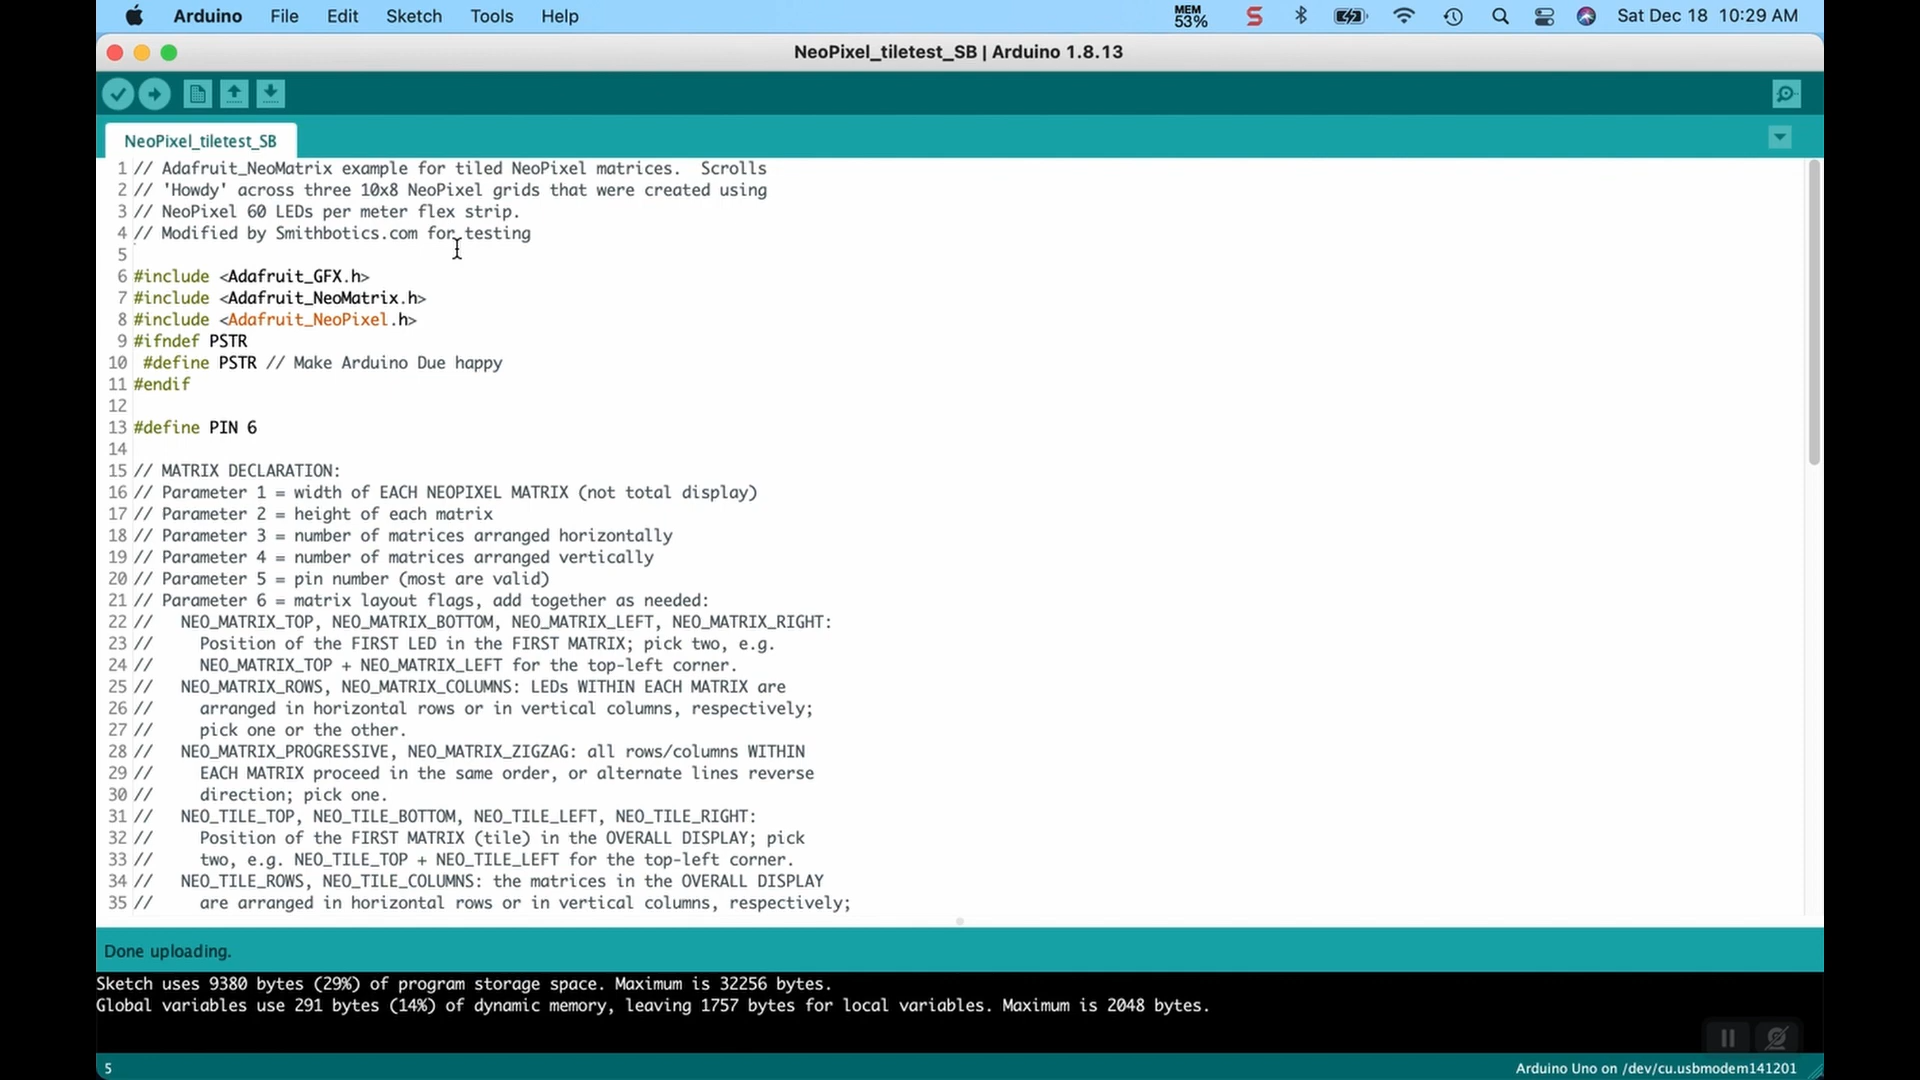 Arduino File Edit Sketch Tools Help MEM 53% Sat Dec 18 10:29 AM
NeoPixel_tiletest_SB | Arduino 1.8.13
NeoPixel_tiletest_SB
1 // Adafruit_NeoMatrix example for tiled NeoPixel matrices.  Scrolls
2 // 'Howdy' across three 10x8 NeoPixel grids that were created using
3 // NeoPixel 60 LEDs per meter flex strip.
4 // Modified by Smithbotics.com for testing
5
6 #include <Adafruit_GFX.h>
7 #include <Adafruit_NeoMatrix.h>
8 #include <Adafruit_NeoPixel.h>
9 #ifndef PSTR
10  #define PSTR // Make Arduino Due happy
11 #endif
12
13 #define PIN 6
14
15 // MATRIX DECLARATION:
16 // Parameter 1 = width of EACH NEOPIXEL MATRIX (not total display)
17 // Parameter 2 = height of each matrix
18 // Parameter 3 = number of matrices arranged horizontally
19 // Parameter 4 = number of matrices arranged vertically
20 // Parameter 5 = pin number (most are valid)
21 // Parameter 6 = matrix layout flags, add together as needed:
22 //   NEO_MATRIX_TOP, NEO_MATRIX_BOTTOM, NEO_MATRIX_LEFT, NEO_MATRIX_RIGHT:
23 //     Position of the FIRST LED in the FIRST MATRIX; pick two, e.g.
24 //     NEO_MATRIX_TOP + NEO_MATRIX_LEFT for the top-left corner.
25 //   NEO_MATRIX_ROWS, NEO_MATRIX_COLUMNS: LEDs WITHIN EACH MATRIX are
26 //     arranged in horizontal rows or in vertical columns, respectively;
27 //     pick one or the other.
28 //   NEO_MATRIX_PROGRESSIVE, NEO_MATRIX_ZIGZAG: all rows/columns WITHIN
29 //     EACH MATRIX proceed in the same order, or alternate lines reverse
30 //     direction; pick one.
31 //   NEO_TILE_TOP, NEO_TILE_BOTTOM, NEO_TILE_LEFT, NEO_TILE_RIGHT:
32 //     Position of the FIRST MATRIX (tile) in the OVERALL DISPLAY; pick
33 //     two, e.g. NEO_TILE_TOP + NEO_TILE_LEFT for the top-left corner.
34 //   NEO_TILE_ROWS, NEO_TILE_COLUMNS: the matrices in the OVERALL DISPLAY
35 //     are arranged in horizontal rows or in vertical columns, respectively;
Done uploading.
Sketch uses 9380 bytes (29%) of program storage space. Maximum is 32256 bytes.
Global variables use 291 bytes (14%) of dynamic memory, leaving 1757 bytes for local variables. Maximum is 2048 bytes.
5 Arduino Uno on /dev/cu.usbmodem141201